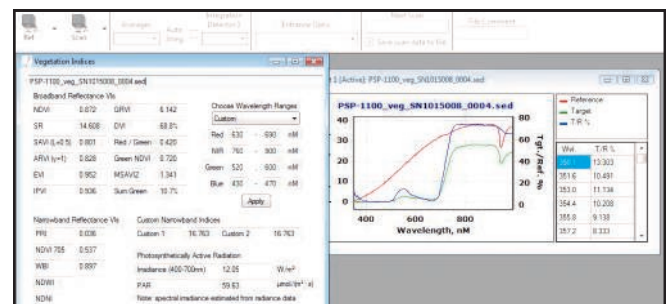 Ref.
Scan
Averages
Auto
Integ.
Integration
Detector 2
Next Scan
File Comment
Save scan data to file
Vegetation Indices
t 1 (Active): PSP-1100_veg_SN1015008_0004.sed
PSP-1100_veg_SN1015008_0004.sed
Broadband Reflectance VIs
NDVI 0.872 GRVI 6.142
SR 14.608 DVI 68.8%
SAVI (L=0.5) 0.801 Red / Green 0.420
ARVI (γ=1) 0.828 Green NDVI 0.720
EVI 0.952 MSAVI2 1.341
IPVI 0.936 Sum Green 10.7%
Choose Wavelength Ranges
Custom
Red 630 - 690 nM
NIR 760 - 900 nM
Green 520 - 600 nM
Blue 430 - 470 nM
Apply
Narrowband Reflectance VIs
PRI 0.036
NDVI 705 0.537
WBI 0.897
NDWI
NDNI
Custom Narrowband Indices
Custom 1 16.763 Custom 2 16.763
Photosynthetically Active Radiation
Irradiance (400-700nm) 12.05 W/m²
PAR 59.63 μmol/(m² s)
Note: spectral irradiance estimated from radiance data
PSP-1100_veg_SN1015008_0004.sed
40
30
20
10
0
80
60
40
20
0
Tgt./Ref. %
400 600 800
Wavelength, nM
Reference
Target
T/R %
Wvl. T/R %
350.1 13.303
351.6 10.491
353.0 11.134
354.4 10.208
355.8 9.138
357.2 8.333